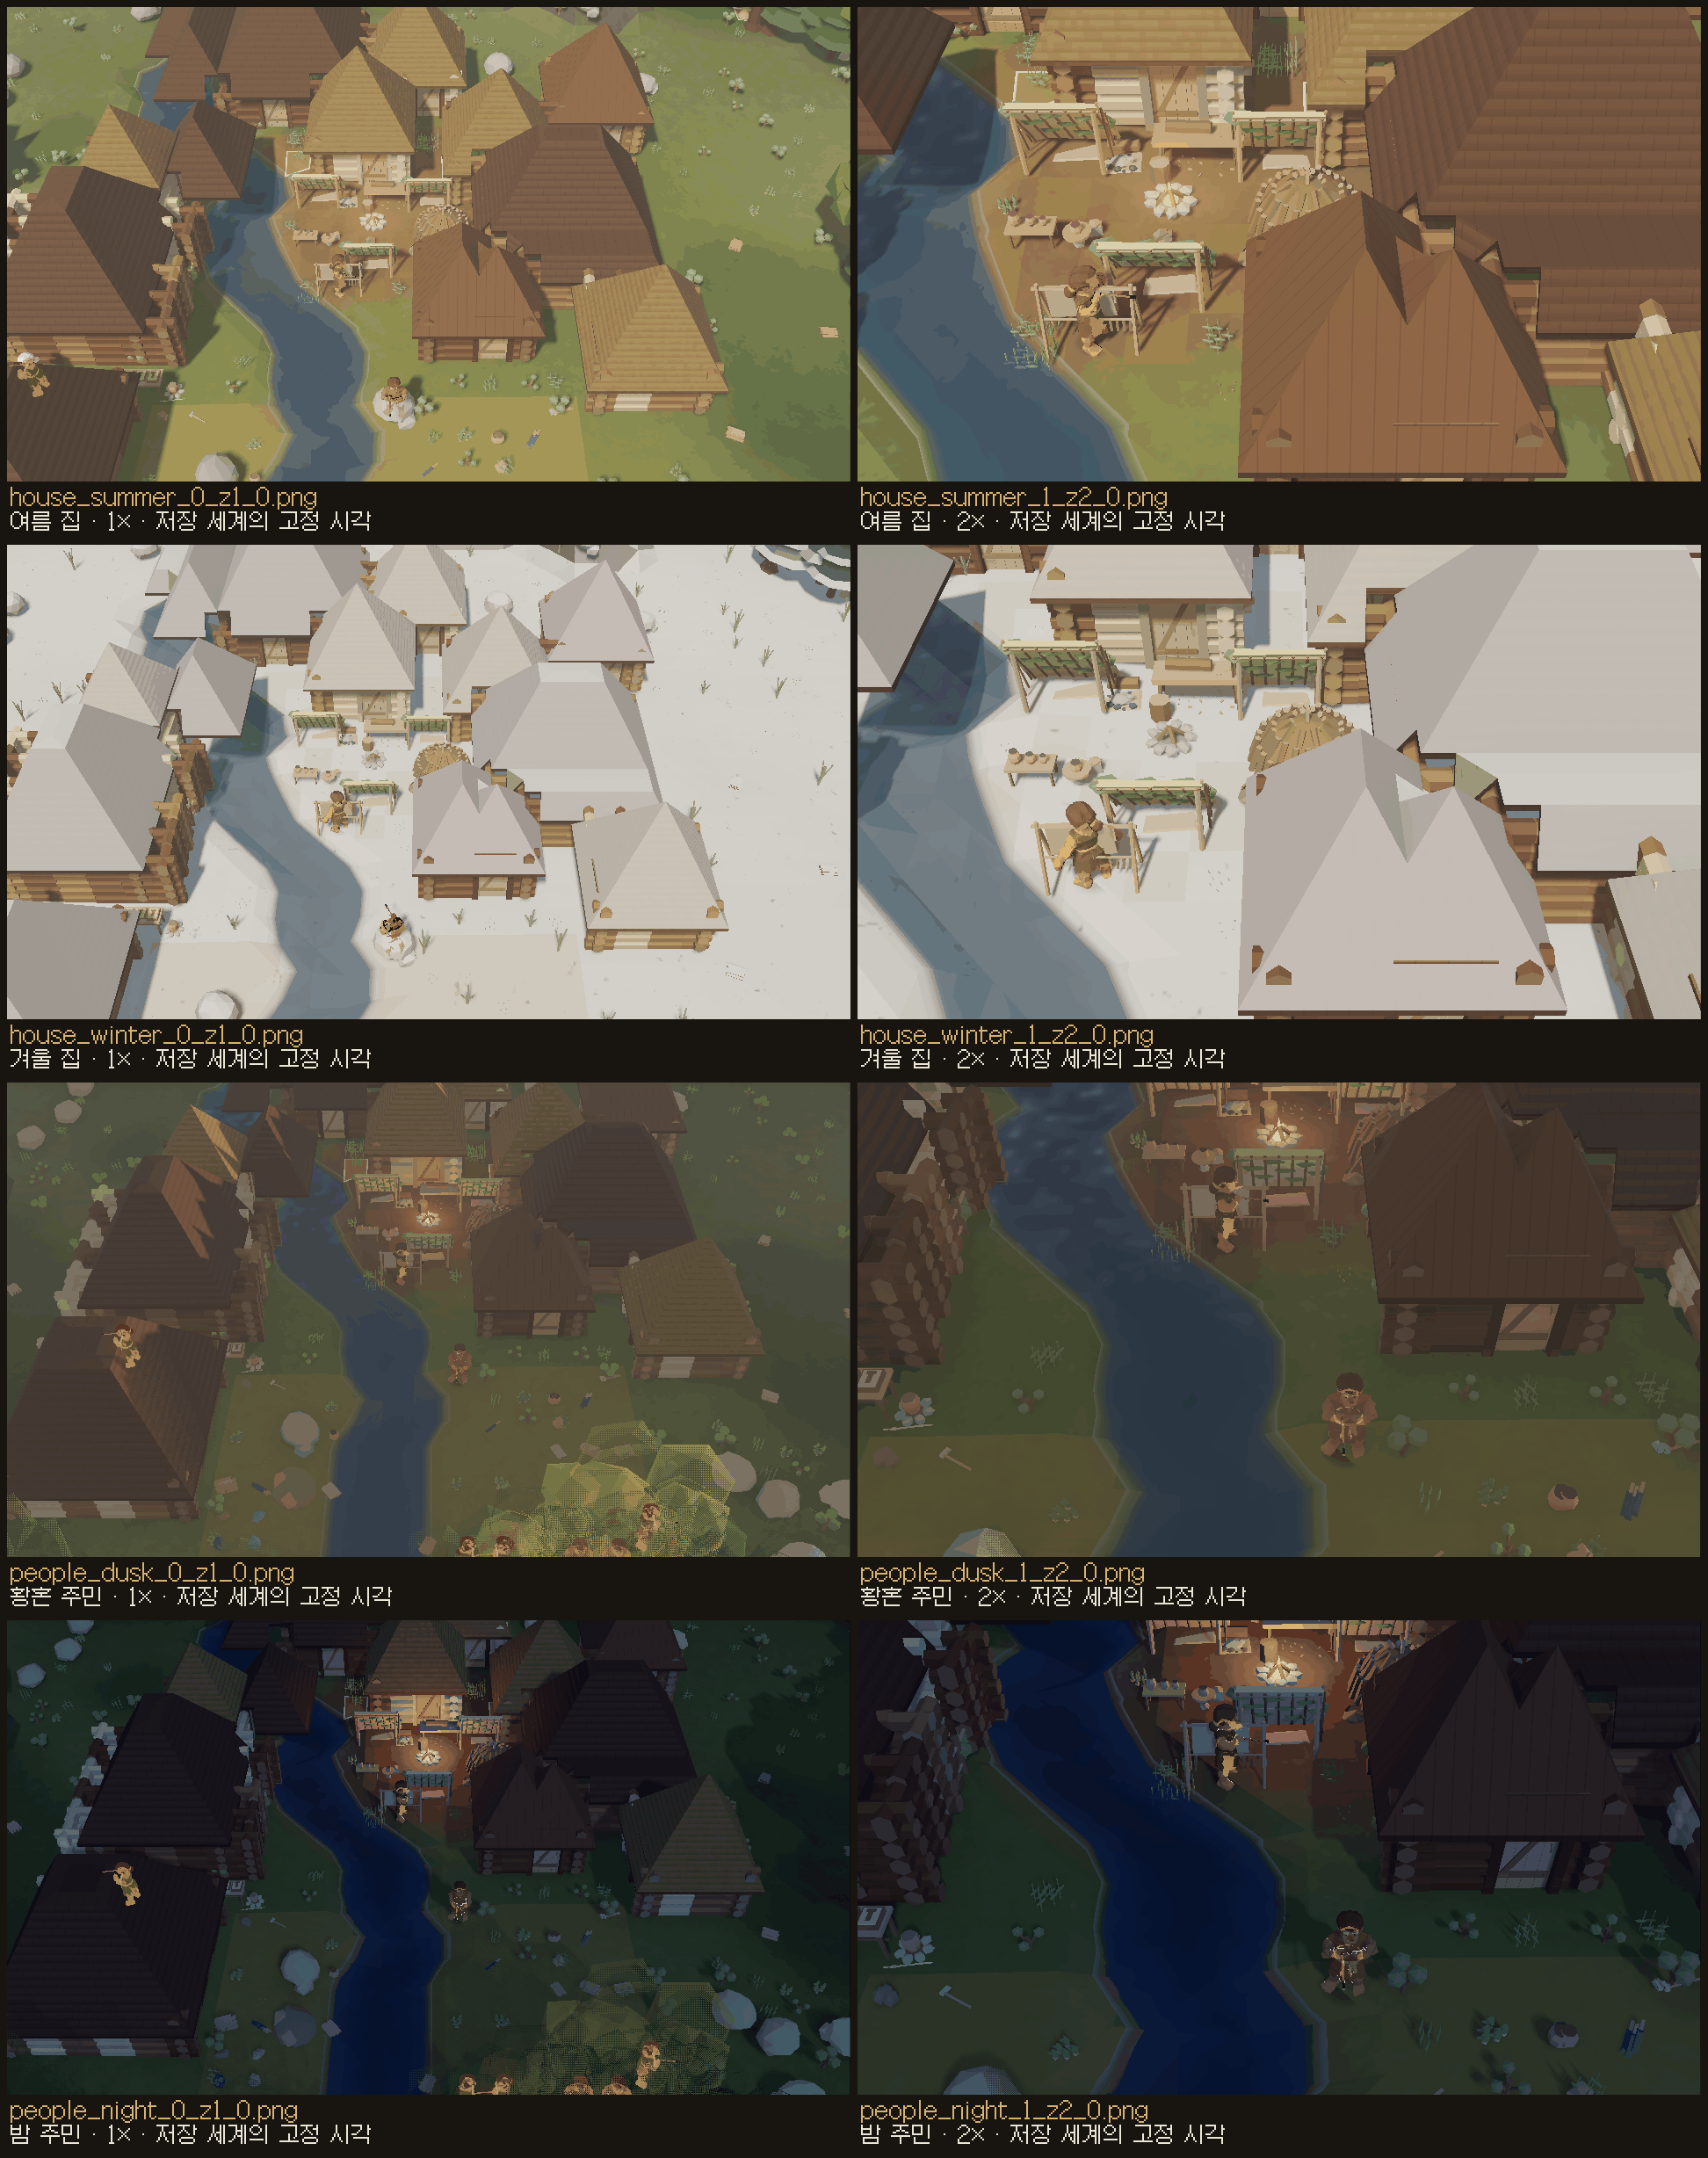 house_summer_0_z1_0.png
여름 집 · 1× · 저장 세계의 고정 시각
house_summer_1_z2_0.png
여름 집 · 2× · 저장 세계의 고정 시각
house_winter_0_z1_0.png
겨울 집 · 1× · 저장 세계의 고정 시각
house_winter_1_z2_0.png
겨울 집 · 2× · 저장 세계의 고정 시각
people_dusk_0_z1_0.png
황혼 주민 · 1× · 저장 세계의 고정 시각
people_dusk_1_z2_0.png
황혼 주민 · 2× · 저장 세계의 고정 시각
people_night_0_z1_0.png
밤 주민 · 1× · 저장 세계의 고정 시각
people_night_1_z2_0.png
밤 주민 · 2× · 저장 세계의 고정 시각